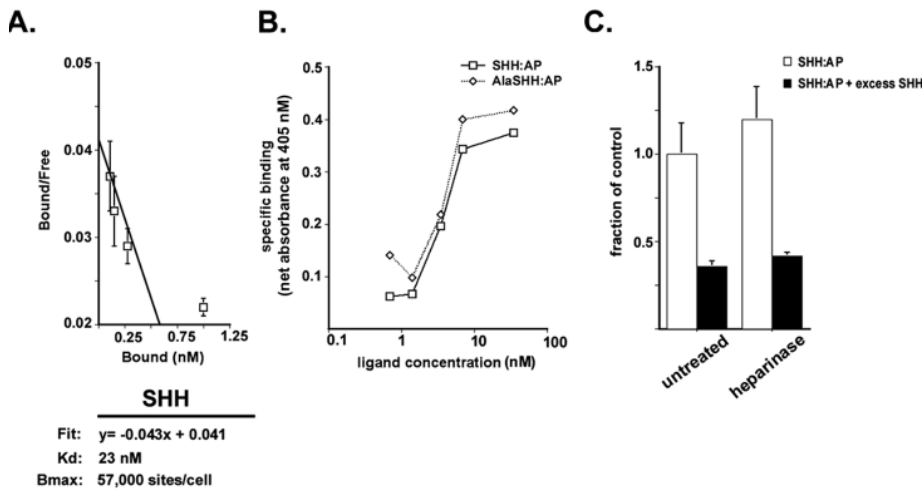 A.
0.05
0.04
0.03
0.02
Bound/Free
0.25 0.75 1.25
Bound (nM)
SHH
Fit: y= -0.043x + 0.041
Kd: 23 nM
Bmax: 57,000 sites/cell
B.
SHH:AP
AlaSHH:AP
0.5
0.4
0.3
0.2
0.1
specific binding
(net absorbance at 405 nM)
0.1 1 10 100
ligand concentration (nM)
C.
SHH:AP
SHH:AP + excess SHH
1.5
1.0
0.5
fraction of control
untreated
heparinase